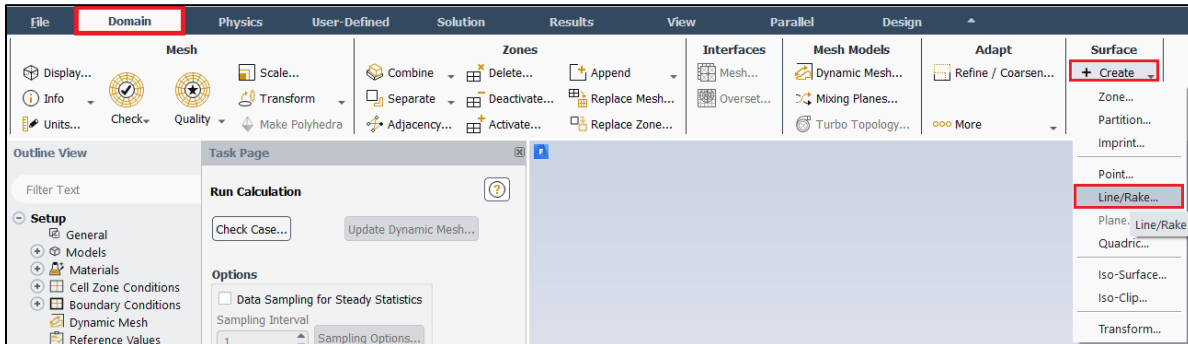 File Domain Physics User-Defined Solution Results View Parallel Design
Mesh Zones Interfaces Mesh Models Adapt Surface
Display... Scale... Combine Delete... Append Mesh... Dynamic Mesh... Refine / Coarsen... + Create
Info Transform Separate Deactivate... Replace Mesh... Overset... Mixing Planes... Zone...
Units... Check Quality Make Polyhedra Adjacency... Activate... Replace Zone... Turbo Topology... More Partition...
Imprint...
Outline View Task Page
Point...
Filter Text Run Calculation ?
Line/Rake...
Setup
General Check Case... Update Dynamic Mesh... Plane. Line/Rake
Models Quadric...
Materials Options Iso-Surface...
Cell Zone Conditions Data Sampling for Steady Statistics Iso-Clip...
Boundary Conditions
Dynamic Mesh Sampling Interval Transform...
Reference Values 1 Sampling Options...